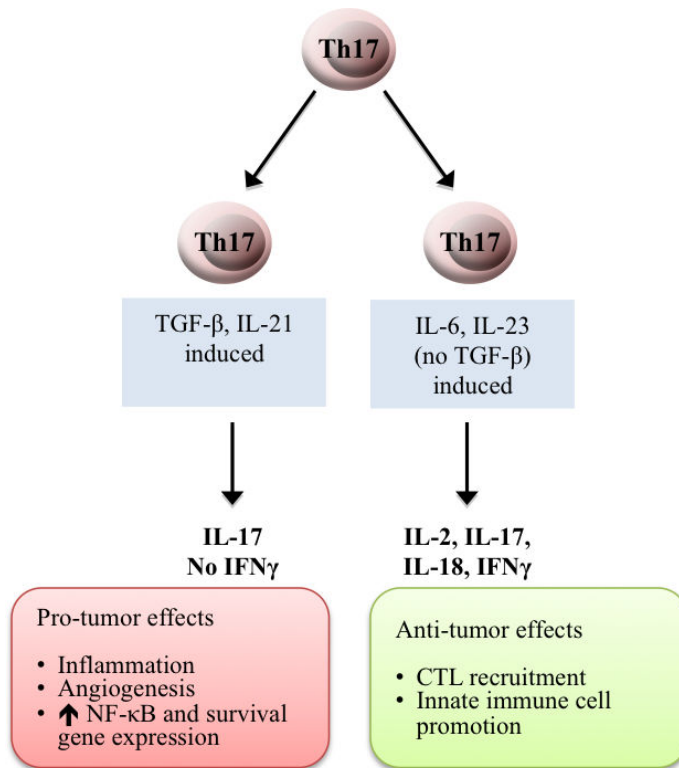 Th17
Th17
Th17
TGF-β, IL-21
induced
IL-6, IL-23
(no TGF-β)
induced
IL-17
No IFNγ
IL-2, IL-17,
IL-18, IFNγ
Pro-tumor effects
• Inflammation
• Angiogenesis
• ⬆ NF-κB and survival
gene expression
Anti-tumor effects
• CTL recruitment
• Innate immune cell
promotion